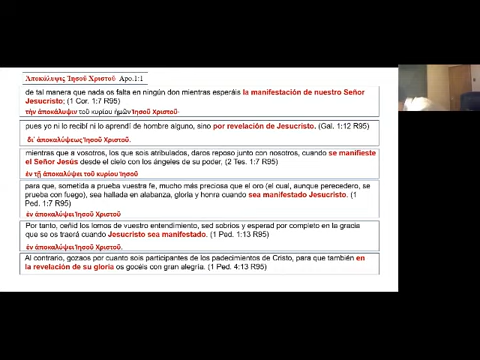 Ἀποκάλυψις Ἰησοῦ Χριστοῦ Apo.1:1
de tal manera que nada os falta en ningún don mientras esperáis la manifestación de nuestro Señor
Jesucristo; (1 Cor. 1:7 R95)
τὴν ἀποκάλυψιν τοῦ κυρίου ἡμῶν Ἰησοῦ Χριστοῦ·
pues yo ni lo recibí ni lo aprendí de hombre alguno, sino por revelación de Jesucristo. (Gal. 1:12 R95)
δι᾽ ἀποκαλύψεως Ἰησοῦ Χριστοῦ.
mientras que a vosotros, los que sois atribulados, daros reposo junto con nosotros, cuando se manifieste
el Señor Jesús desde el cielo con los ángeles de su poder, (2 Tes. 1:7 R95)
ἐν τῇ ἀποκαλύψει τοῦ κυρίου Ἰησοῦ
para que, sometida a prueba vuestra fe, mucho más preciosa que el oro (el cual, aunque perecedero, se
prueba con fuego), sea hallada en alabanza, gloria y honra cuando sea manifestado Jesucristo. (1
Ped. 1:7 R95)
ἐν ἀποκαλύψει Ἰησοῦ Χριστοῦ
Por tanto, ceñid los lomos de vuestro entendimiento, sed sobrios y esperad por completo en la gracia
que se os traerá cuando Jesucristo sea manifestado. (1 Ped. 1:13 R95)
ἐν ἀποκαλύψει Ἰησοῦ Χριστοῦ.
Al contrario, gozaos por cuanto sois participantes de los padecimientos de Cristo, para que también en
la revelación de su gloria os gocéis con gran alegría. (1 Ped. 4:13 R95)